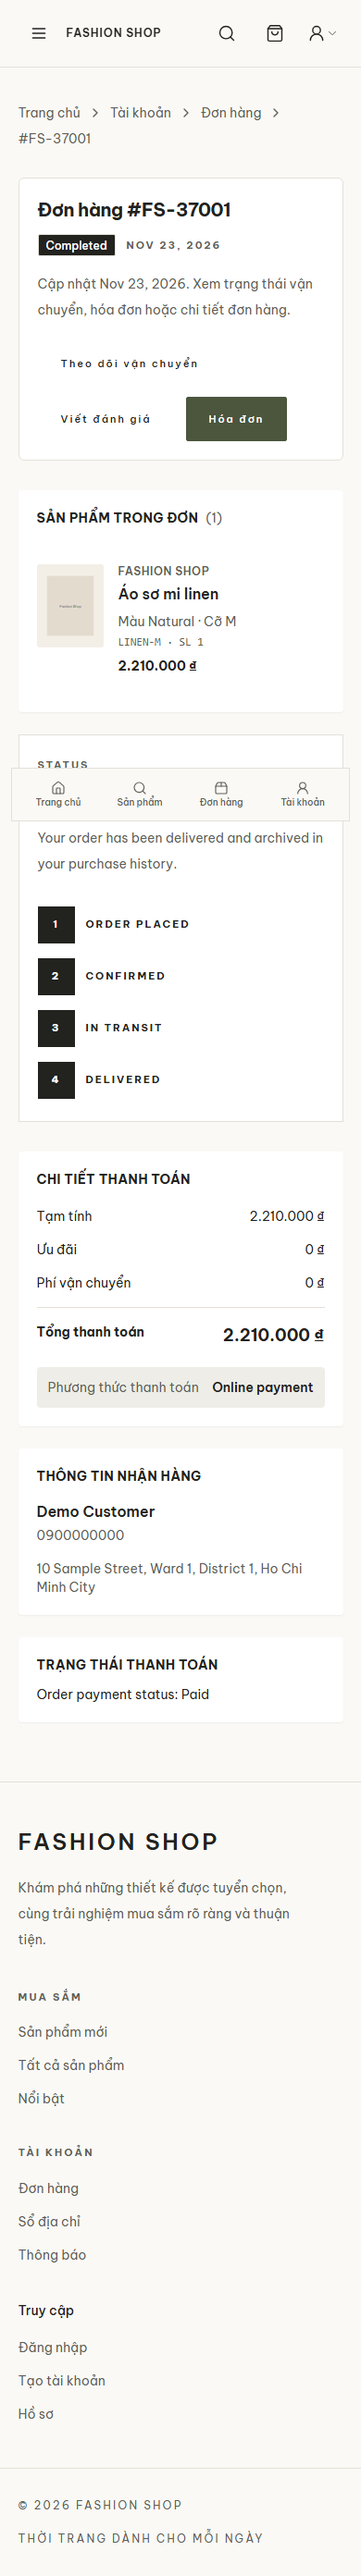 FASHION SHOP
Trang chủ > Tài khoản > Đơn hàng >
#FS-37001
Đơn hàng #FS-37001
Completed NOV 23, 2026
Cập nhật Nov 23, 2026. Xem trạng thái vận
chuyển, hóa đơn hoặc chi tiết đơn hàng.
Theo dõi vận chuyển
Viết đánh giá Hóa đơn
SẢN PHẨM TRONG ĐƠN (1)
Fashion Shop
FASHION SHOP
Áo sơ mi linen
Màu Natural · Cỡ M
LINEN-M · SL 1
2.210.000 ₫
STATUS
Trang chủ Sản phẩm Đơn hàng Tài khoản
Your order has been delivered and archived in
your purchase history.
1 ORDER PLACED
2 CONFIRMED
3 IN TRANSIT
4 DELIVERED
CHI TIẾT THANH TOÁN
Tạm tính 2.210.000 ₫
Ưu đãi 0 ₫
Phí vận chuyển 0 ₫
Tổng thanh toán 2.210.000 ₫
Phương thức thanh toán Online payment
THÔNG TIN NHẬN HÀNG
Demo Customer
0900000000
10 Sample Street, Ward 1, District 1, Ho Chi
Minh City
TRẠNG THÁI THANH TOÁN
Order payment status: Paid
FASHION SHOP
Khám phá những thiết kế được tuyển chọn,
cùng trải nghiệm mua sắm rõ ràng và thuận
tiện.
MUA SẮM
Sản phẩm mới
Tất cả sản phẩm
Nổi bật
TÀI KHOẢN
Đơn hàng
Sổ địa chỉ
Thông báo
Truy cập
Đăng nhập
Tạo tài khoản
Hồ sơ
© 2026 FASHION SHOP
THỜI TRANG DÀNH CHO MỖI NGÀY